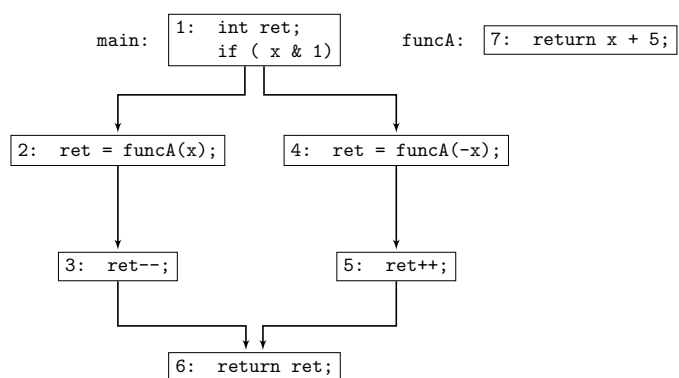 main: 1: int ret; funcA: 7: return x + 5;
if ( x & 1)
2: ret = funcA(x); 4: ret = funcA(-x);
3: ret--; 5: ret++;
6: return ret;